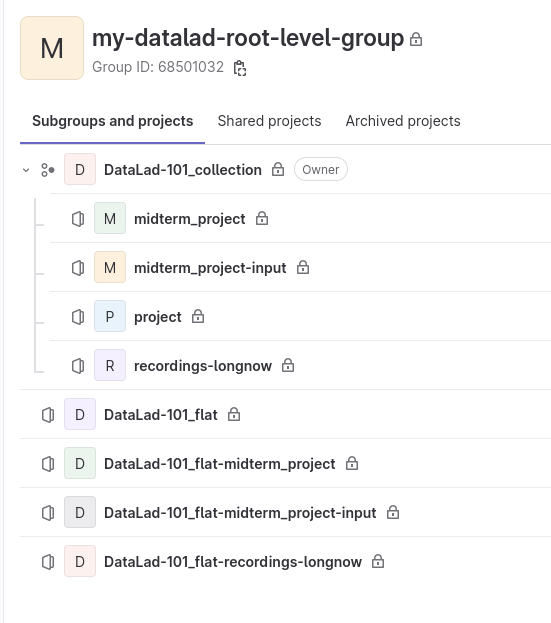 M
my-datalad-root-level-group
Group ID: 68501032
Subgroups and projects Shared projects Archived projects
D DataLad-101_collection Owner
M midterm_project
M midterm_project-input
P project
R recordings-longnow
D DataLad-101_flat
D DataLad-101_flat-midterm_project
D DataLad-101_flat-midterm_project-input
D DataLad-101_flat-recordings-longnow